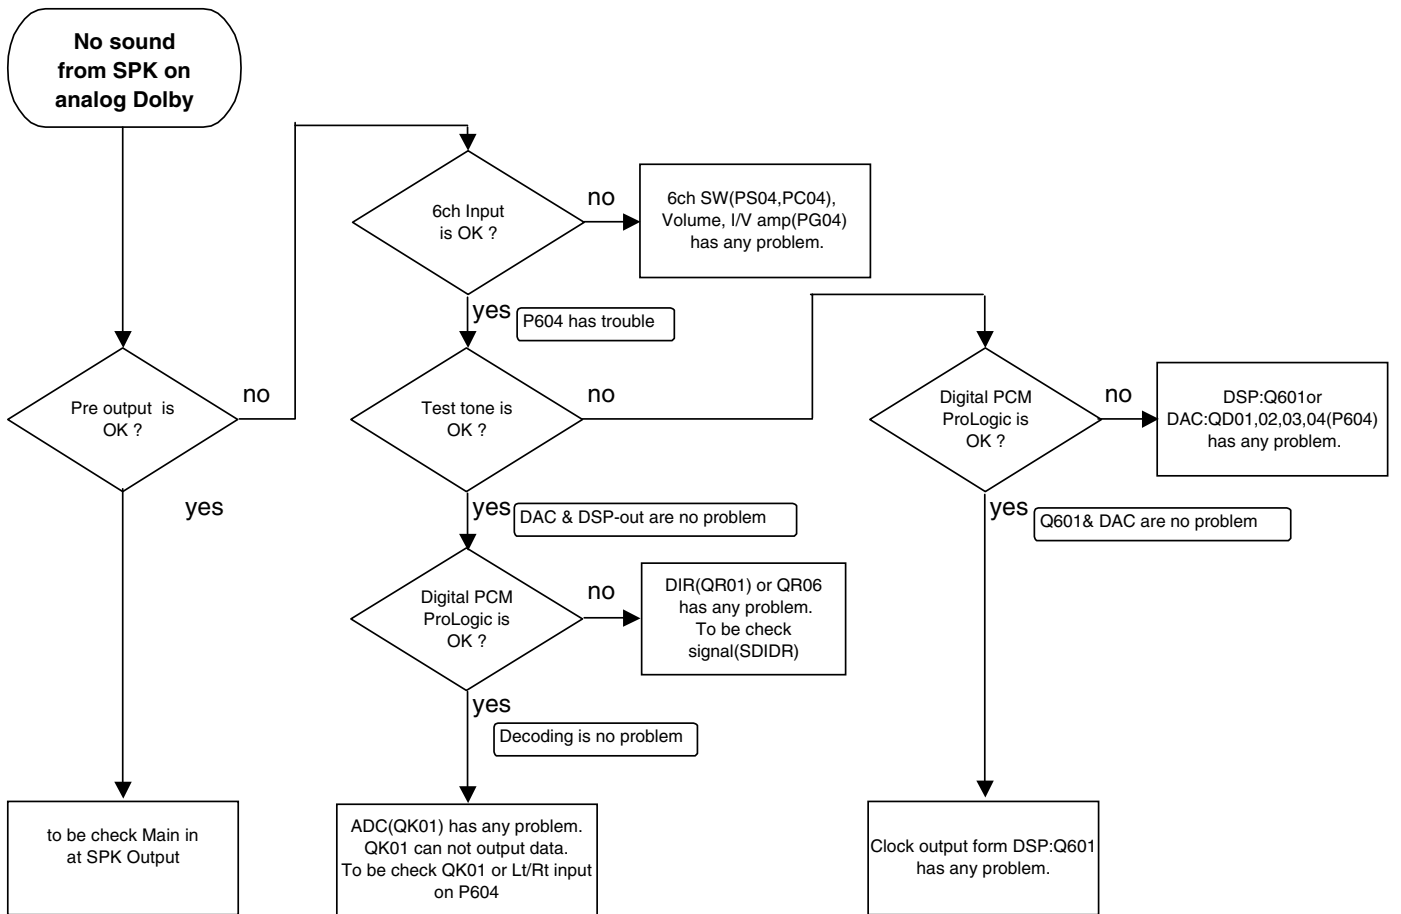 No sound
from SPK on
analog Dolby
6ch Input
is OK ?
no
6ch SW(PS04,PC04),
Volume, I/V amp(PG04)
has any problem.
yes
P604 has trouble
Pre output is
OK ?
no
yes
Test tone is
OK ?
no
Digital PCM
ProLogic is
OK ?
no
DSP:Q601or
DAC:QD01,02,03,04(P604)
has any problem.
yes
DAC & DSP-out are no problem
yes
Q601& DAC are no problem
Digital PCM
ProLogic is
OK ?
no
DIR(QR01) or QR06
has any problem.
To be check
signal(SDIDR)
yes
Decoding is no problem
to be check Main in
at SPK Output
ADC(QK01) has any problem.
QK01 can not output data.
To be check QK01 or Lt/Rt input
on P604
Clock output form DSP:Q601
has any problem.